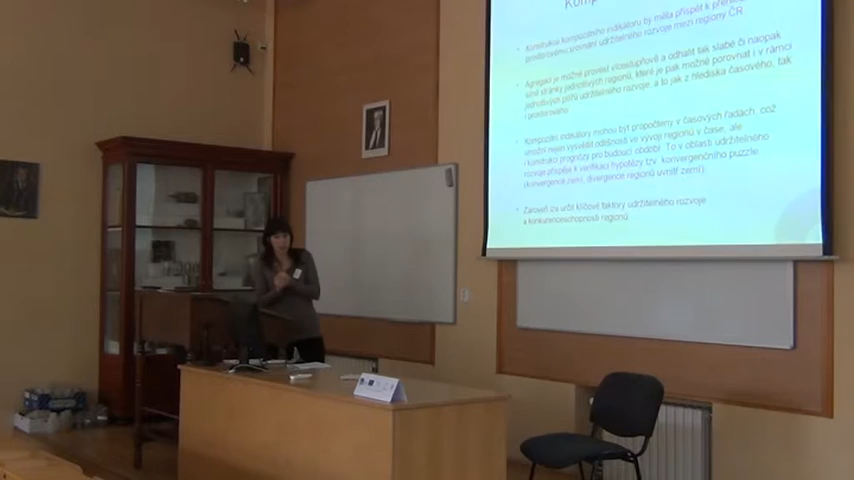 Konstrukce kompozitního indikátoru by měla přispět k
prostorovému srovnání udržitelného rozvoje mezi regiony ČR.
Agregaci je možné provést vícestupňově a odhalit tak slabé či naopak
silné stránky jednotlivých regionů, které je pak možné porovnat i v rámci
jednotlivých pilířů udržitelného rozvoje, a to jak z hlediska časového, tak
i prostorového.
Kompozitní indikátory mohou být propočteny v časových řadách, což
umožní nejen vysvětlit odlišnosti ve vývoji regionů v čase, ale
i konstrukci prognózy pro budoucí období. To v oblasti udržitelného
rozvoje přispěje k verifikaci hypotézy tzv. konvergenčního puzzle.
(konvergence zemí, divergence regionů uvnitř zemí).
Zároveň lze určit klíčové faktory udržitelného rozvoje
a konkurenceschopnosti regionů.